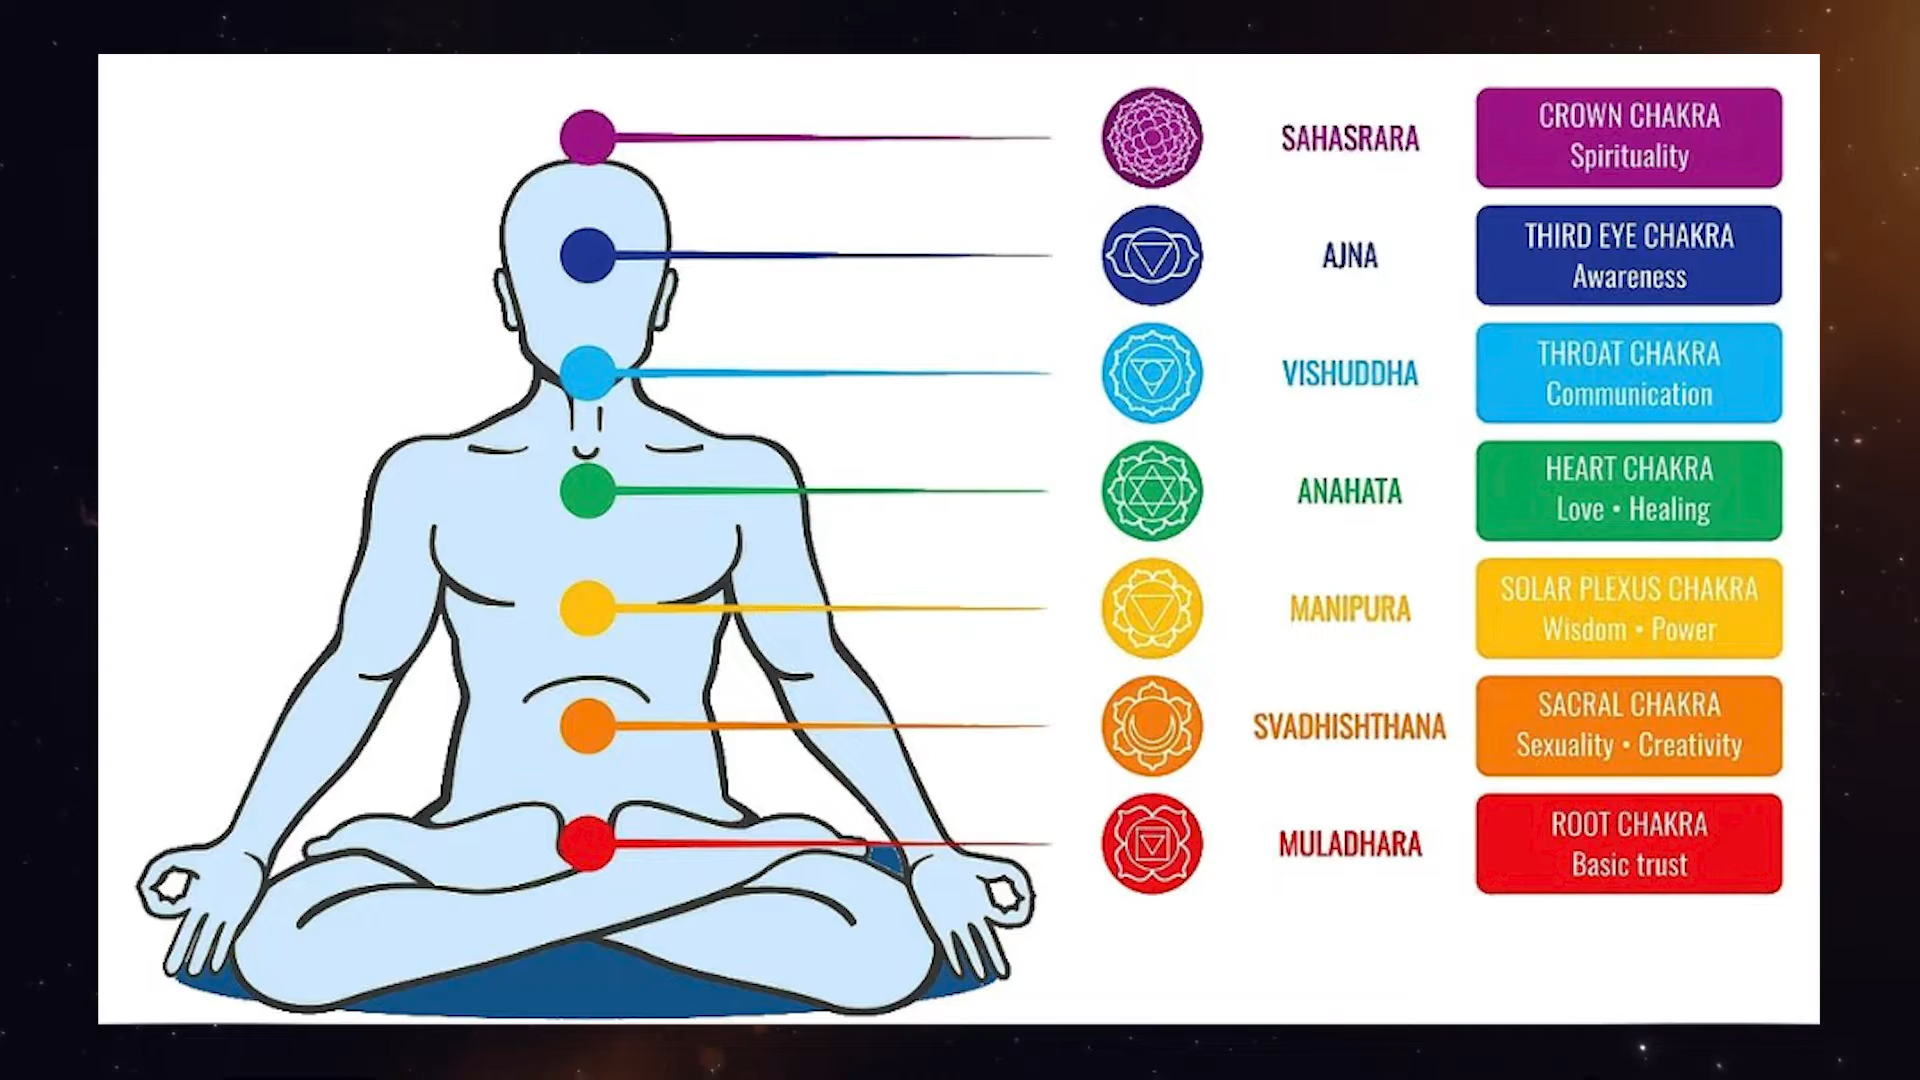 SAHASRARA
CROWN CHAKRA
Spirituality
AJNA
THIRD EYE CHAKRA
Awareness
VISHUDDHA
THROAT CHAKRA
Communication
ANAHATA
HEART CHAKRA
Love • Healing
MANIPURA
SOLAR PLEXUS CHAKRA
Wisdom • Power
SVADHISHTHANA
SACRAL CHAKRA
Sexuality • Creativity
MULADHARA
ROOT CHAKRA
Basic trust